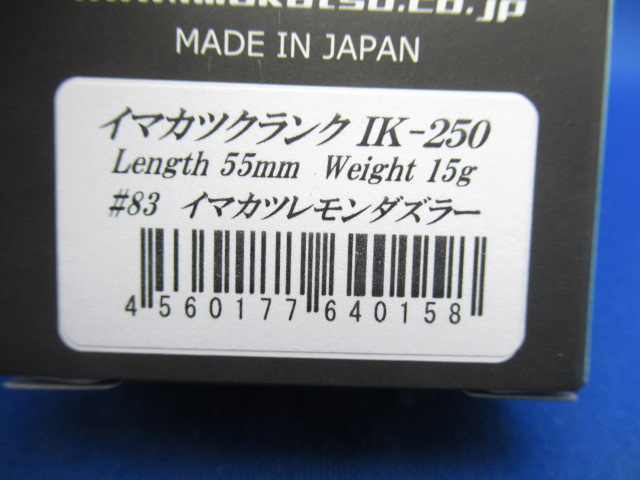 MADE IN JAPAN
イマカツクランク IK-250
Length 55mm Weight 15g
#83 イマカツレモンダズラー
4 560177 640158